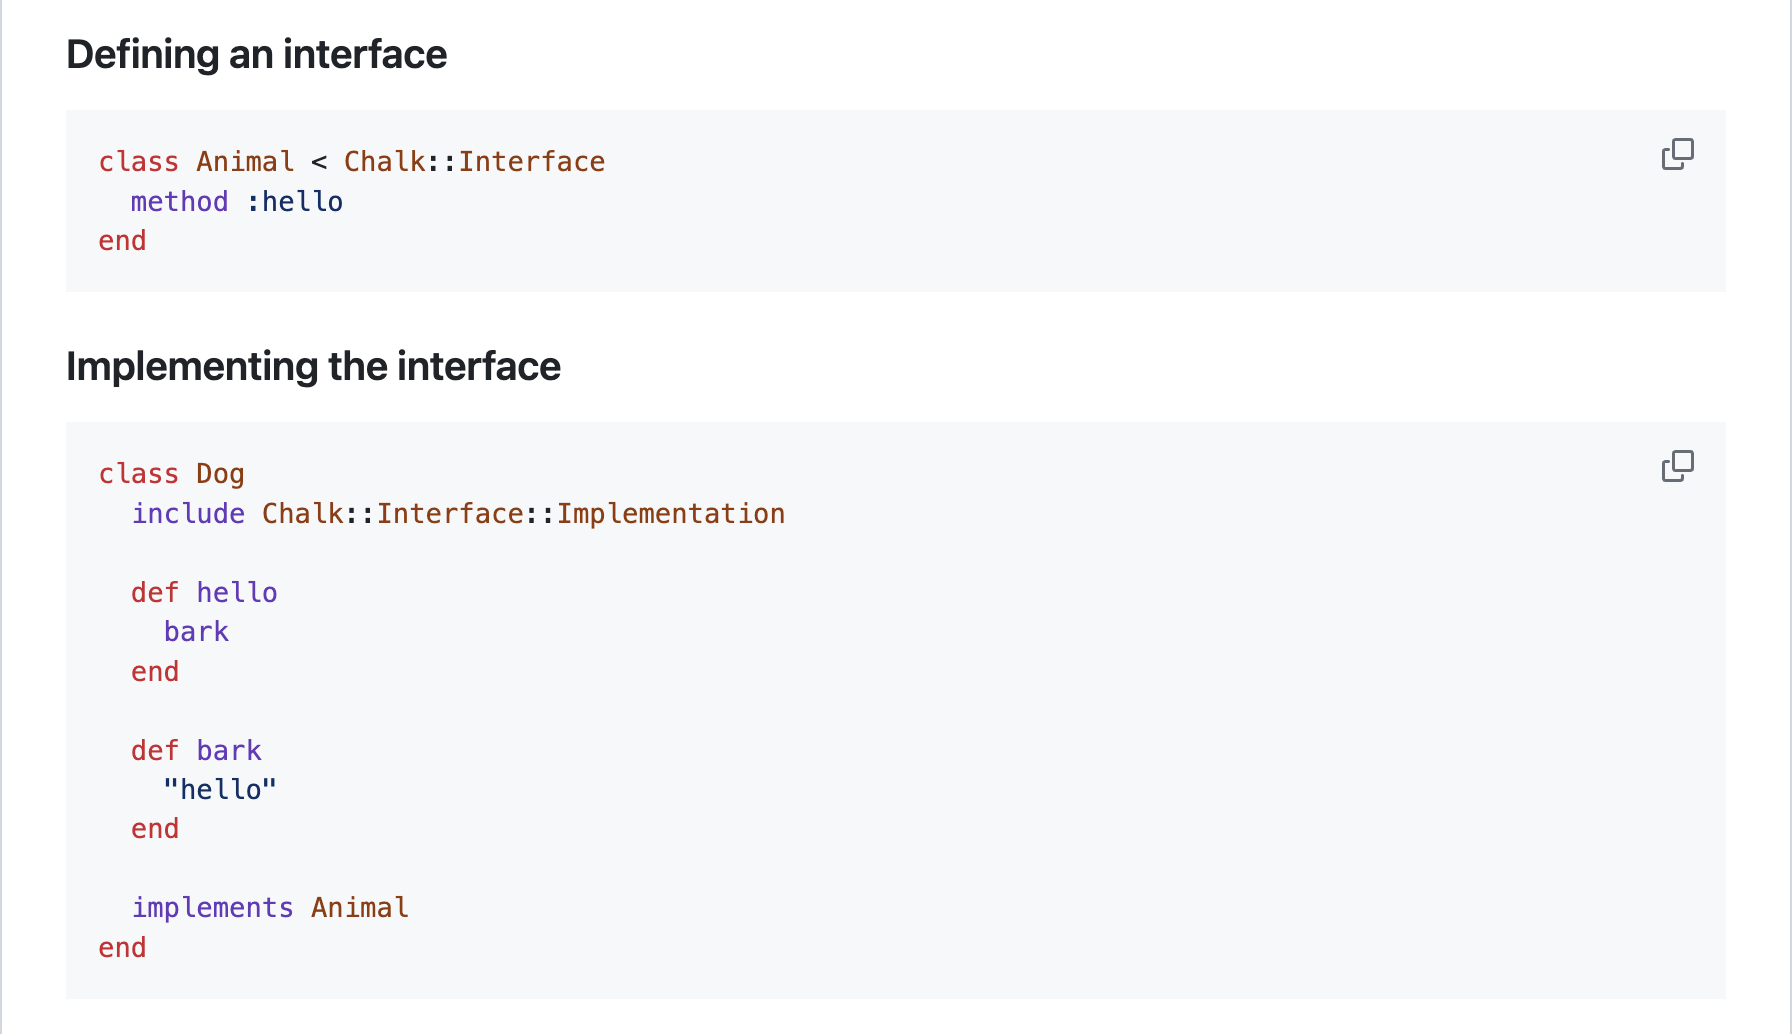 Defining an interface
class Animal < Chalk::Interface
  method :hello
end
Implementing the interface
class Dog
  include Chalk::Interface::Implementation
  def hello
    bark
  end
  def bark
    "hello"
  end
  implements Animal
end